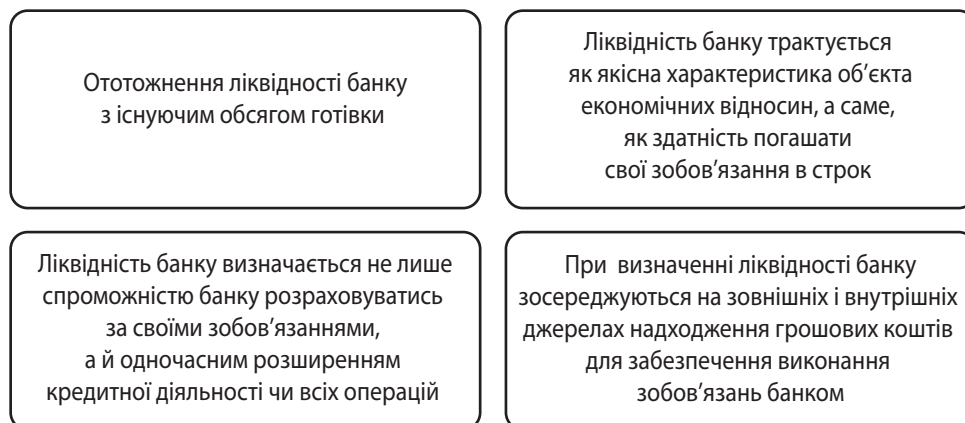 Ототожнення ліквідності банку
з існуючим обсягом готівки
Ліквідність банку трактується
як якісна характеристика об’єкта
економічних відносин, а саме,
як здатність погашати
свої зобов’язання в строк
Ліквідність банку визначається не лише
спроможністю банку розраховуватись
за своїми зобов’язаннями,
а й одночасним розширенням
кредитної діяльності чи всіх операцій
При визначенні ліквідності банку
зосереджуються на зовнішніх і внутрішніх
джерелах надходження грошових коштів
для забезпечення виконання
зобов’язань банком